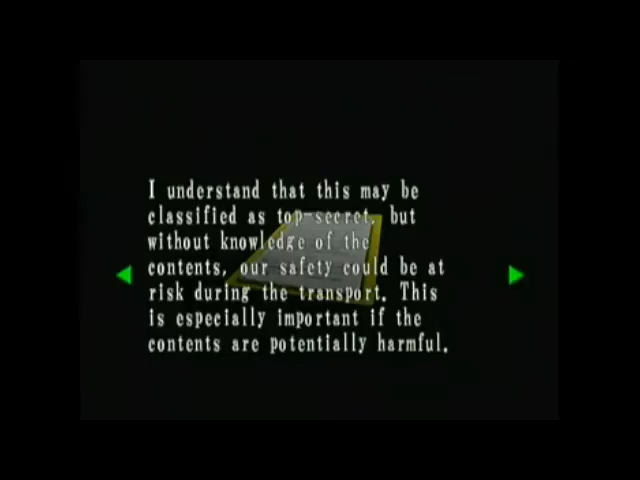 I understand that this may be
classified as top-secret, but
without knowledge of the
contents, our safety could be at
risk during the transport. This
is especially important if the
contents are potentially harmful.